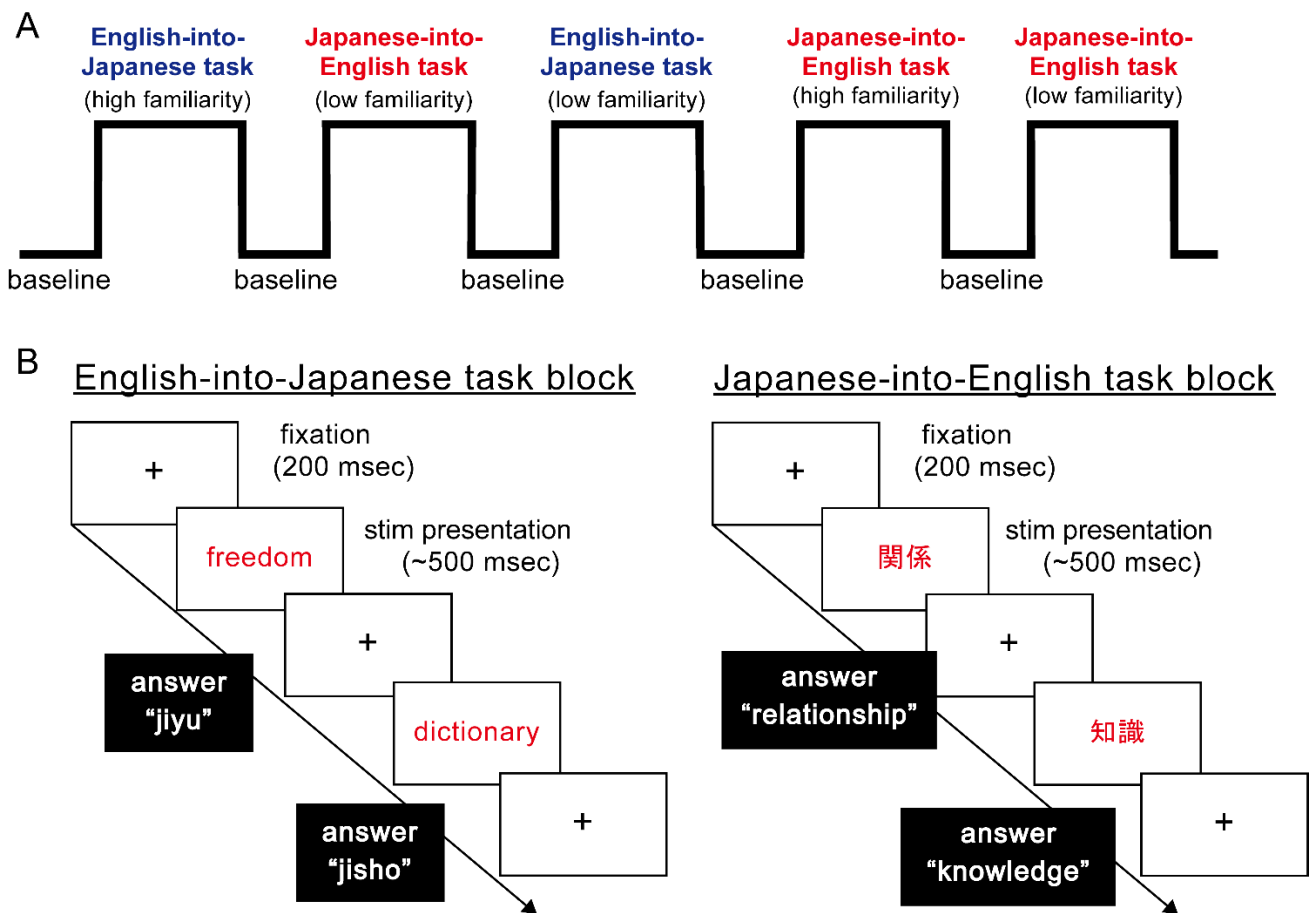 A
English-into-
Japanese task
(high familiarity)
Japanese-into-
English task
(low familiarity)
English-into-
Japanese task
(low familiarity)
Japanese-into-
English task
(high familiarity)
Japanese-into-
English task
(low familiarity)
baseline
baseline
baseline
baseline
baseline
B
English-into-Japanese task block
+
fixation
(200 msec)
freedom
stim presentation
(~500 msec)
+
answer
"jiyu"
dictionary
+
answer
"jisho"
Japanese-into-English task block
+
fixation
(200 msec)
関係
stim presentation
(~500 msec)
+
answer
"relationship"
知識
+
answer
"knowledge"